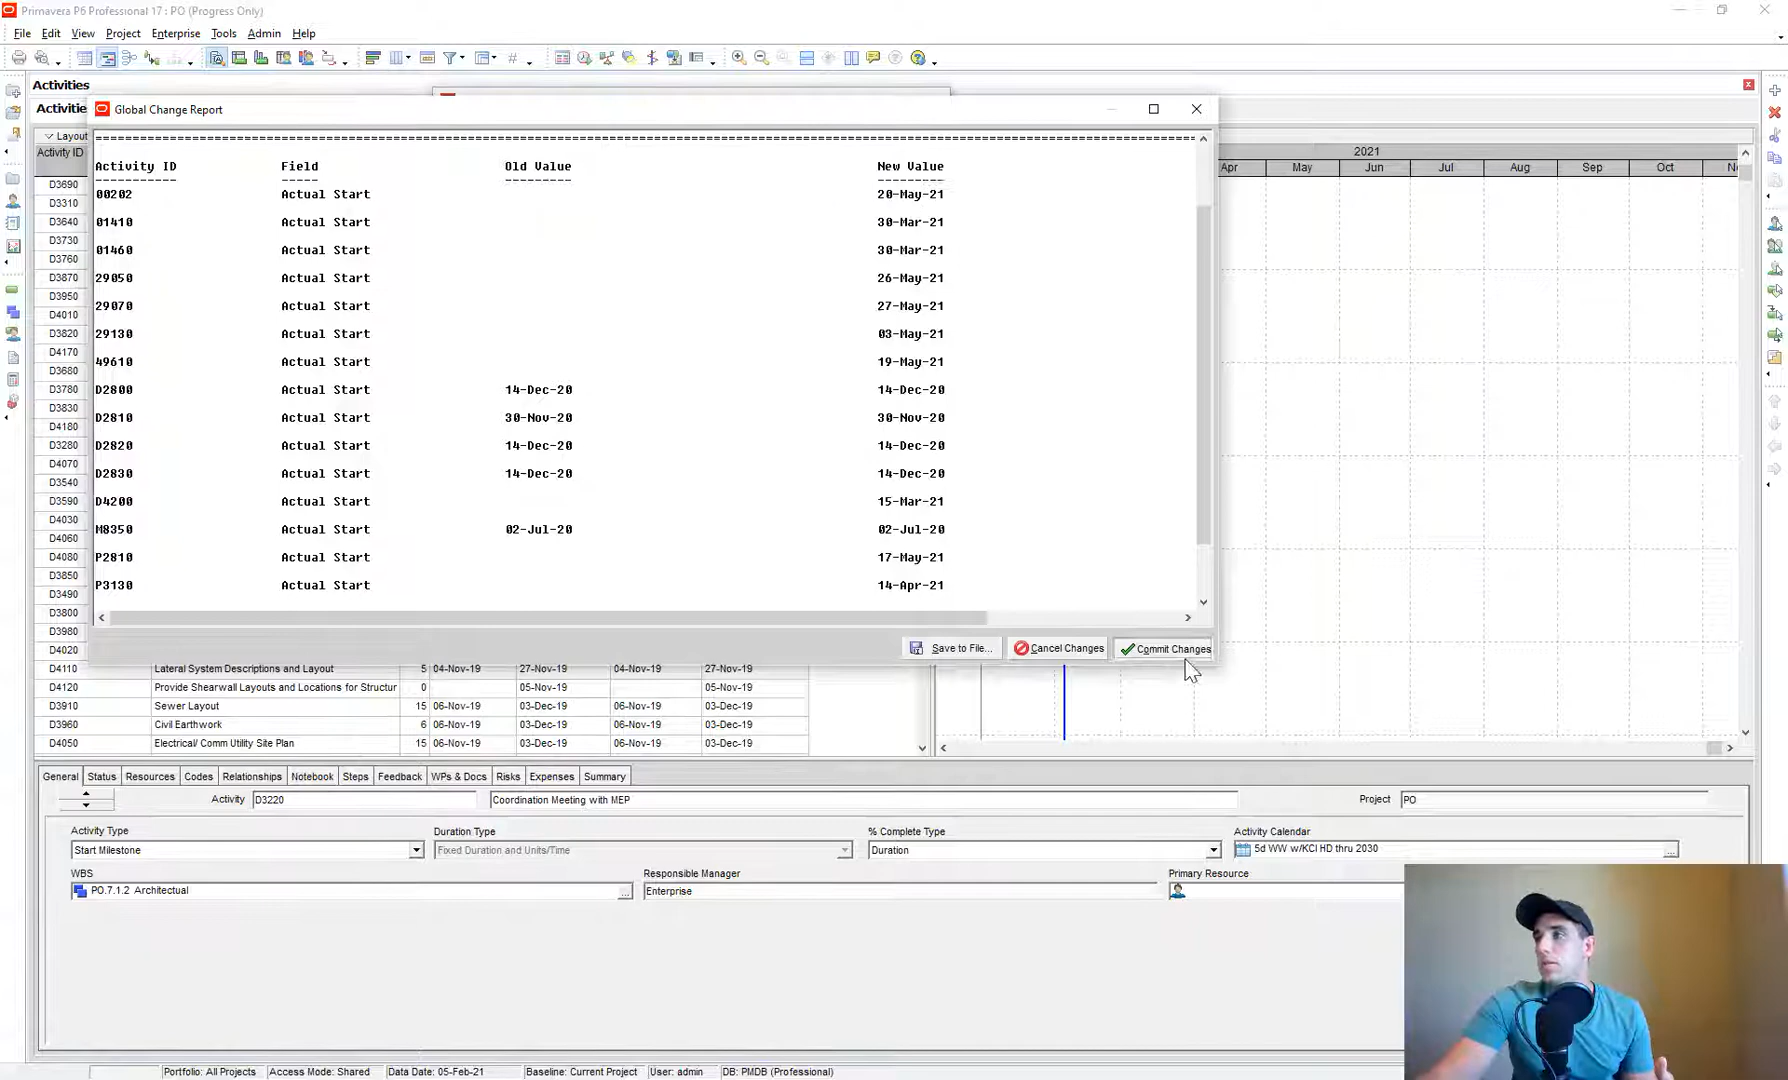 Primavera P6 Professional 17 : PO (Progress Only)
File Edit View Project Enterprise Tools Admin Help
Activities
Activitie
Global Change Report
Layout
Activity ID
D3690
D3310
D3640
D3730
D3760
D3870
D3950
D4010
D3820
D4170
D3680
D3780
D3830
D4180
D3280
D4070
D3540
D3590
D4030
D4060
D4080
D3850
D3490
D3800
D3980
D4020
Activity ID Field Old Value New Value
00202 Actual Start 20-May-21
01410 Actual Start 30-Mar-21
01460 Actual Start 30-Mar-21
29050 Actual Start 26-May-21
29070 Actual Start 27-May-21
29130 Actual Start 03-May-21
49610 Actual Start 19-May-21
D2800 Actual Start 14-Dec-20 14-Dec-20
D2810 Actual Start 30-Nov-20 30-Nov-20
D2820 Actual Start 14-Dec-20 14-Dec-20
D2830 Actual Start 14-Dec-20 14-Dec-20
D4200 Actual Start 15-Mar-21
M8350 Actual Start 02-Jul-20 02-Jul-20
P2810 Actual Start 17-May-21
P3130 Actual Start 14-Apr-21
Save to File... Cancel Changes Commit Changes
2021
Apr May Jun Jul Aug Sep Oct
D4110 Lateral System Descriptions and Layout 5 04-Nov-19 27-Nov-19 04-Nov-19 27-Nov-19
D4120 Provide Shearwall Layouts and Locations for Structur 0 05-Nov-19 05-Nov-19
D3910 Sewer Layout 15 06-Nov-19 03-Dec-19 06-Nov-19 03-Dec-19
D3960 Civil Earthwork 6 06-Nov-19 03-Dec-19 06-Nov-19 03-Dec-19
D4050 Electrical/ Comm Utility Site Plan 15 06-Nov-19 03-Dec-19 06-Nov-19 03-Dec-19
General Status Resources Codes Relationships Notebook Steps Feedback WPs & Docs Risks Expenses Summary
Activity D3220 Coordination Meeting with MEP Project PO
Activity Type Duration Type % Complete Type Activity Calendar
Start Milestone Fixed Duration and Units/Time Duration 5d WW w/KCI HD thru 2030
WBS Responsible Manager Primary Resource
PO.7.1.2 Architectual Enterprise
Portfolio: All Projects Access Mode: Shared Data Date: 05-Feb-21 Baseline: Current Project User: admin DB: PMDB (Professional)